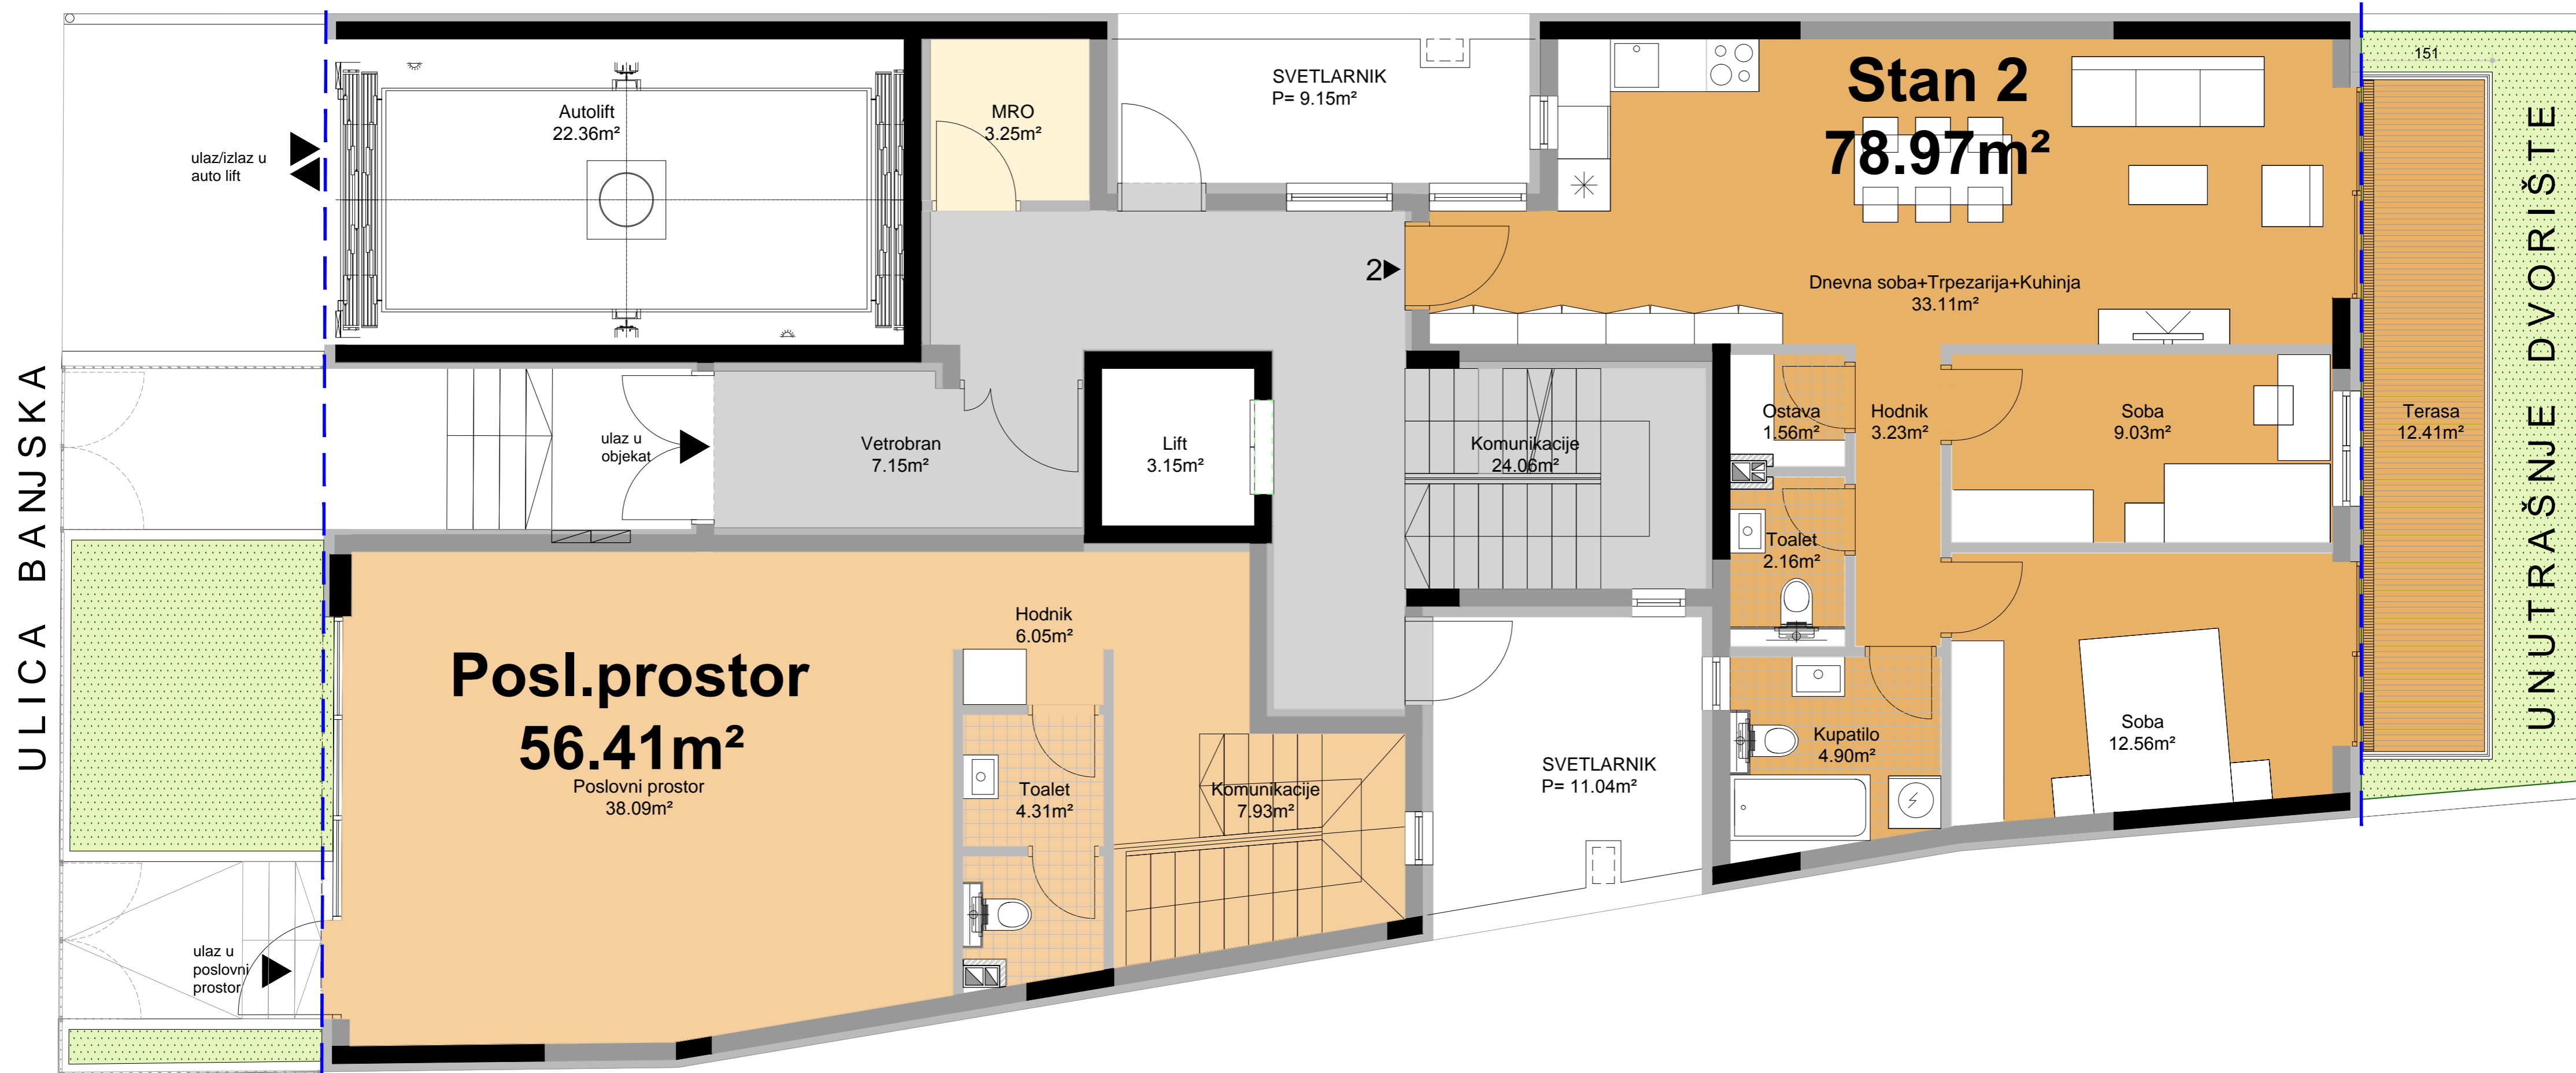 ULICA BANJSKA
ulaz/izlaz u
auto lift
Autolift
22.36m²
MRO
3.25m²
SVETLARNIK
P= 9.15m²
Stan 2
78.97m²
151
2
Dnevna soba+Trpezarija+Kuhinja
33.11m²
ulaz u
objekat
Vetrobran
7.15m²
Lift
3.15m²
Komunikacije
24.06m²
Ostava
1.56m²
Hodnik
3.23m²
Soba
9.03m²
Terasa
12.41m²
Toalet
2.16m²
Hodnik
6.05m²
Posl.prostor
56.41m²
Poslovni prostor
38.09m²
Toalet
4.31m²
Komunikacije
7.93m²
SVETLARNIK
P= 11.04m²
Kupatilo
4.90m²
Soba
12.56m²
ulaz u
poslovni
prostor
UNUTRAŠNJE DVORIŠTE